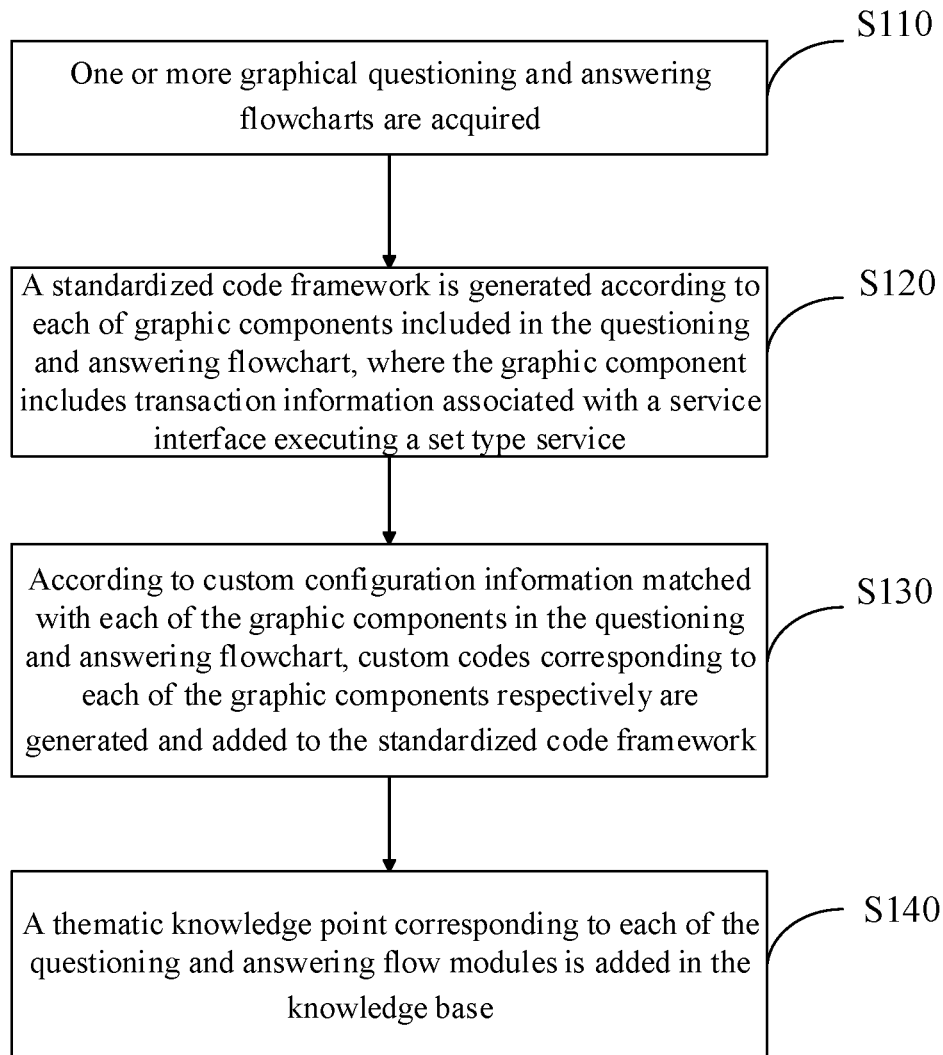 S110
One or more graphical questioning and answering
flowcharts are acquired
S120
A standardized code framework is generated according to
each of graphic components included in the questioning
and answering flowchart, where the graphic component
includes transaction information associated with a service
interface executing a set type service
S130
According to custom configuration information matched
with each of the graphic components in the questioning
and answering flowchart, custom codes corresponding to
each of the graphic components respectively are
generated and added to the standardized code framework
S140
A thematic knowledge point corresponding to each of the
questioning and answering flow modules is added in the
knowledge base